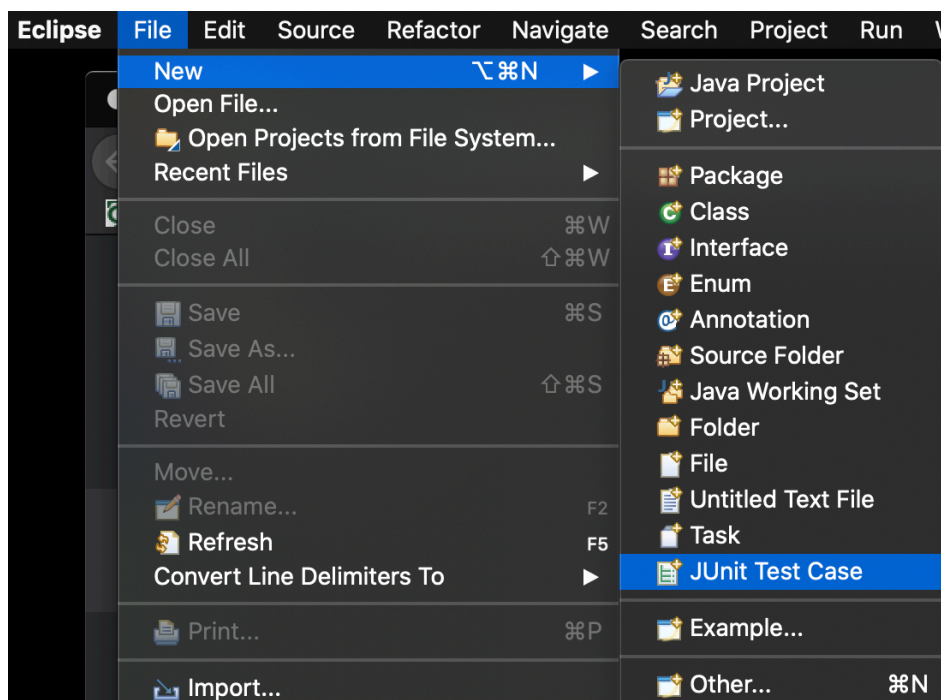 Eclipse File Edit Source Refactor Navigate Search Project Run
New ⌥⌘N ▶
Open File...
Open Projects from File System...
Recent Files ▶
Close ⌘W
Close All ⇧⌘W
Save ⌘S
Save As...
Save All ⇧⌘S
Revert
Move...
Rename... F2
Refresh F5
Convert Line Delimiters To ▶
Print... ⌘P
Import...
Java Project
Project...
Package
Class
Interface
Enum
Annotation
Source Folder
Java Working Set
Folder
File
Untitled Text File
Task
JUnit Test Case
Example...
Other... ⌘N